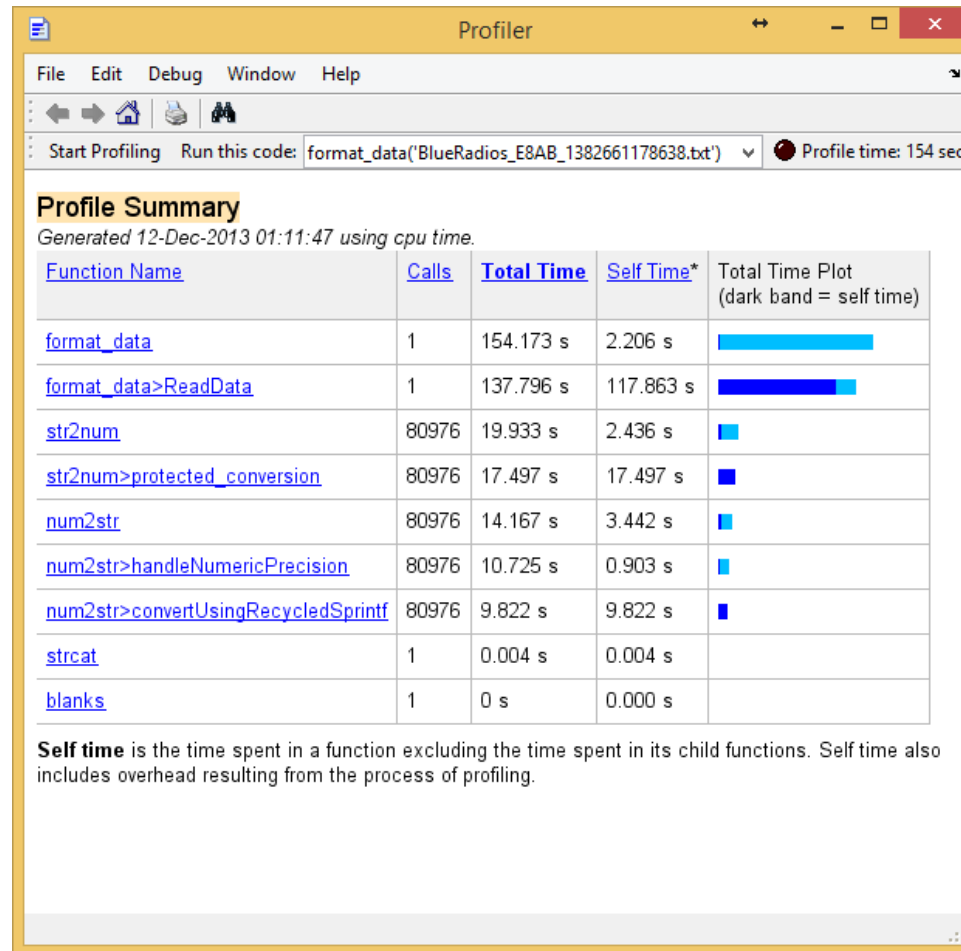 Profiler
File Edit Debug Window Help
Start Profiling Run this code: format_data('BlueRadios_E8AB_1382661178638.txt') Profile time: 154 sec
Profile Summary
Generated 12-Dec-2013 01:11:47 using cpu time.
Function Name Calls Total Time Self Time* Total Time Plot
(dark band = self time)
format_data 1 154.173 s 2.206 s
format_data>ReadData 1 137.796 s 117.863 s
str2num 80976 19.933 s 2.436 s
str2num>protected_conversion 80976 17.497 s 17.497 s
num2str 80976 14.167 s 3.442 s
num2str>handleNumericPrecision 80976 10.725 s 0.903 s
num2str>convertUsingRecycledSprintf 80976 9.822 s 9.822 s
strcat 1 0.004 s 0.004 s
blanks 1 0 s 0.000 s
Self time is the time spent in a function excluding the time spent in its child functions. Self time also
includes overhead resulting from the process of profiling.